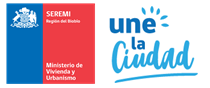 SEREMI
Región del Biobío
Ministerio de
Vivienda y
Urbanismo
une
la
Ciudad